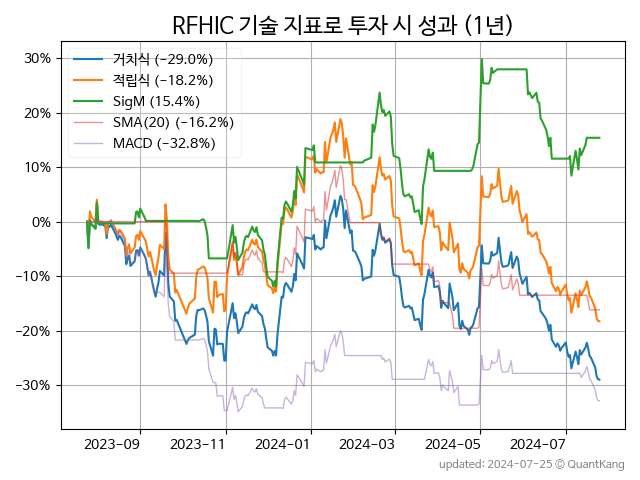 RFHIC 기술 지표로 투자 시 성과 (1년)
30%
20%
10%
0%
−10%
−20%
−30%
거치식 (−29.0%)
적립식 (−18.2%)
SigM (15.4%)
SMA(20) (−16.2%)
MACD (−32.8%)
2023-09
2023-11
2024-01
2024-03
2024-05
2024-07
updated: 2024-07-25 © QuantKang